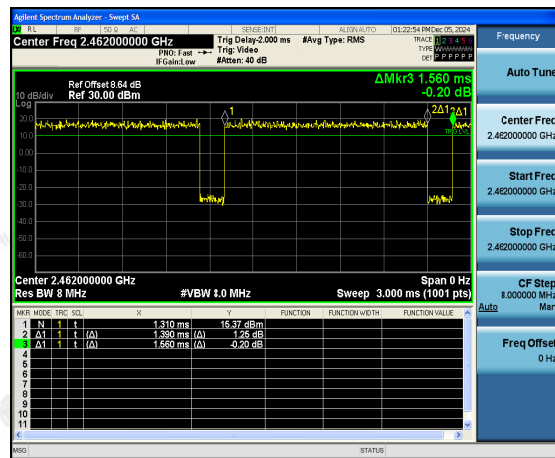 Agilent Spectrum Analyzer - Swept SA
RL RF 50 Ω AC SENSE:INT ALIGN AUTO 01:22:54 PM Dec 05, 2024
Center Freq 2.462000000 GHz
PNO: Fast
IFGain:Low
Trig Delay-2.000 ms
Trig: Video
#Atten: 40 dB
#Avg Type: RMS
TRACE 1 2 3 4 5 6
TYPE
DET P P P P P P
Ref Offset 8.64 dB
Ref 30.00 dBm
ΔMkr3 1.560 ms
-0.20 dB
10 dB/div
Log
20.0
10.0
0.00
-10.0
-20.0
-30.0
-40.0
-50.0
-60.0
1
2Δ1
3Δ1
TRIG LVL
Center 2.462000000 GHz
Res BW 8 MHz
#VBW 8.0 MHz
Span 0 Hz
Sweep 3.000 ms (1001 pts)
MKR MODE TRC SCL X Y FUNCTION FUNCTION WIDTH FUNCTION VALUE
1 N 1 t 1.310 ms 15.37 dBm
2 Δ1 1 t (Δ) 1.390 ms (Δ) 1.25 dB
3 Δ1 1 t (Δ) 1.560 ms (Δ) -0.20 dB
4
5
6
7
8
9
10
11
MSG STATUS
Frequency
Auto Tune
Center Freq
2.462000000 GHz
Start Freq
2.462000000 GHz
Stop Freq
2.462000000 GHz
CF Step
8.000000 MHz
Auto Man
Freq Offset
0 Hz